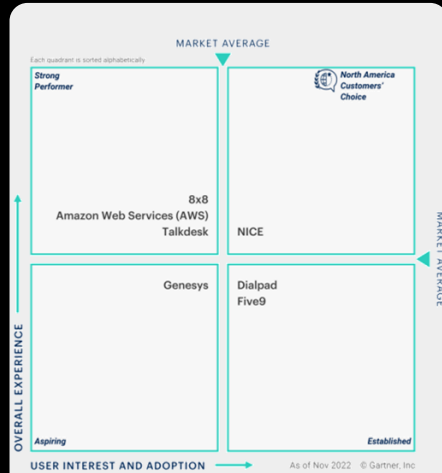 MARKET AVERAGE
Each quadrant is sorted alphabetically
Strong
Performer
North America
Customers'
Choice
8x8
Amazon Web Services (AWS)
Talkdesk
NICE
MARKET AVERAGE
Genesys
Dialpad
Five9
OVERALL EXPERIENCE
Aspiring
Established
USER INTEREST AND ADOPTION
As of Nov 2022 © Gartner, Inc